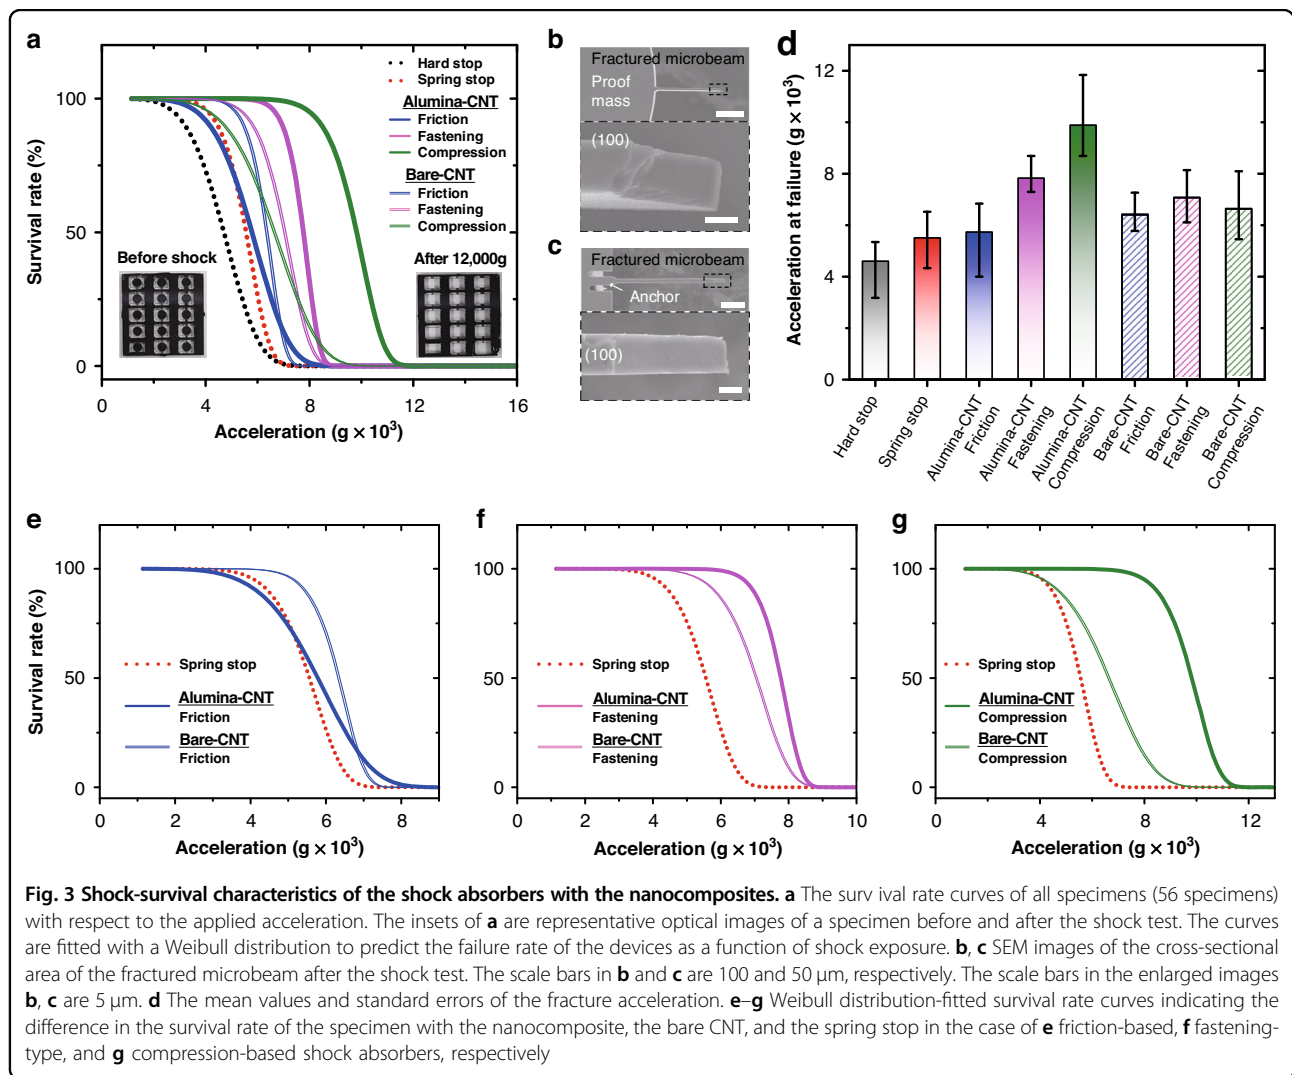 a
Hard stop
Spring stop
Alumina-CNT
Friction
Fastening
Compression
Bare-CNT
Friction
Fastening
Compression
Survival rate (%)
100
50
0
Before shock
After 12,000g
0 4 8 12 16
Acceleration (g × 10³)
b
Fractured microbeam
Proof
mass
(100)
c
Fractured microbeam
Anchor
(100)
d
Acceleration at failure (g × 10³)
12
8
4
0
Hard stop
Spring stop
Alumina-CNT
Friction
Alumina-CNT
Fastening
Alumina-CNT
Compression
Bare-CNT
Friction
Bare-CNT
Fastening
Bare-CNT
Compression
e
Survival rate (%)
100
50
0
Spring stop
Alumina-CNT
Friction
Bare-CNT
Friction
0 2 4 6 8
Acceleration (g × 10³)
f
100
50
0
Spring stop
Alumina-CNT
Fastening
Bare-CNT
Fastening
0 2 4 6 8 10
Acceleration (g × 10³)
g
100
50
0
Spring stop
Alumina-CNT
Compression
Bare-CNT
Compression
0 4 8 12
Acceleration (g × 10³)
Fig. 3 Shock-survival characteristics of the shock absorbers with the nanocomposites. a The surv ival rate curves of all specimens (56 specimens)
with respect to the applied acceleration. The insets of a are representative optical images of a specimen before and after the shock test. The curves
are fitted with a Weibull distribution to predict the failure rate of the devices as a function of shock exposure. b, c SEM images of the cross-sectional
area of the fractured microbeam after the shock test. The scale bars in b and c are 100 and 50 μm, respectively. The scale bars in the enlarged images
b, c are 5 μm. d The mean values and standard errors of the fracture acceleration. e–g Weibull distribution-fitted survival rate curves indicating the
difference in the survival rate of the specimen with the nanocomposite, the bare CNT, and the spring stop in the case of e friction-based, f fastening-
type, and g compression-based shock absorbers, respectively